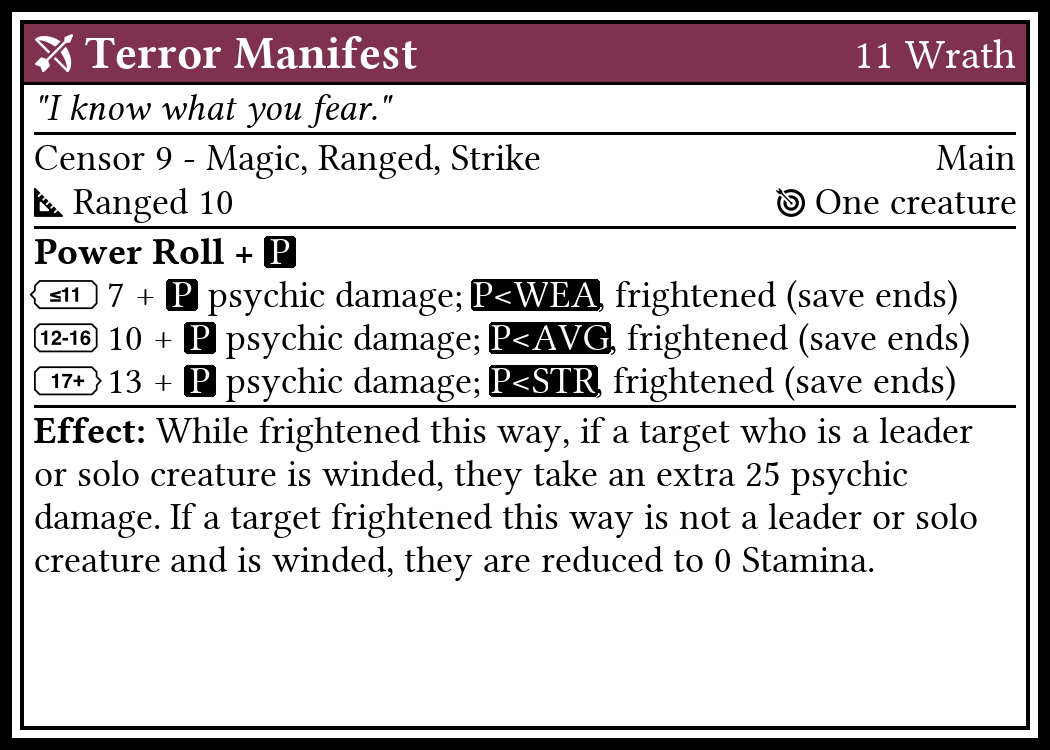 Terror Manifest 11 Wrath
"I know what you fear."
Censor 9 - Magic, Ranged, Strike Main
Ranged 10 One creature
Power Roll + P
≤11 7 + P psychic damage; P<WEA, frightened (save ends)
12-16 10 + P psychic damage; P<AVG, frightened (save ends)
17+ 13 + P psychic damage; P<STR, frightened (save ends)
Effect: While frightened this way, if a target who is a leader
or solo creature is winded, they take an extra 25 psychic
damage. If a target frightened this way is not a leader or solo
creature and is winded, they are reduced to 0 Stamina.